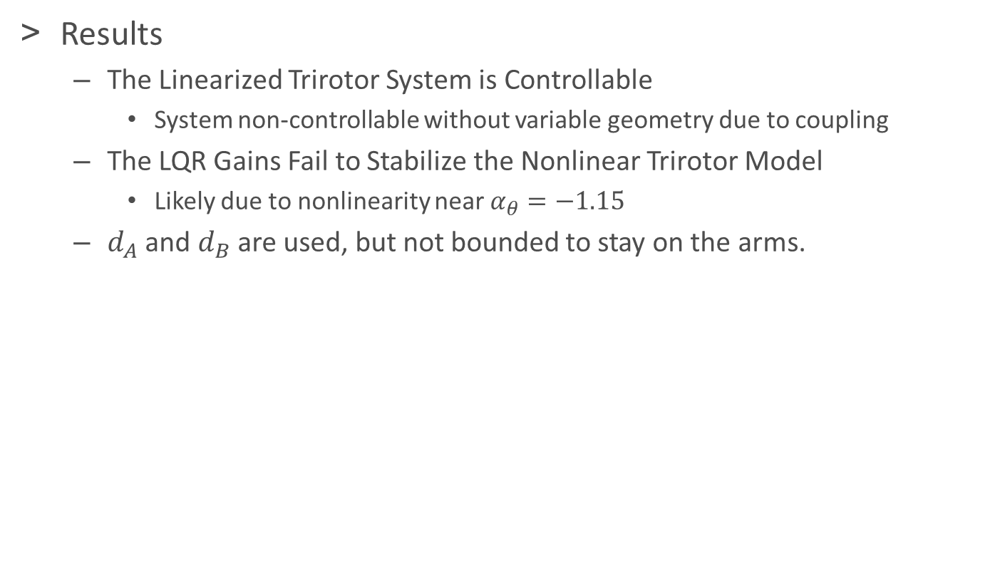 > Results
– The Linearized Trirotor System is Controllable
• System non-controllable without variable geometry due to coupling
– The LQR Gains Fail to Stabilize the Nonlinear Trirotor Model
• Likely due to nonlinearity near α_θ = −1.15
– d_A and d_B are used, but not bounded to stay on the arms.